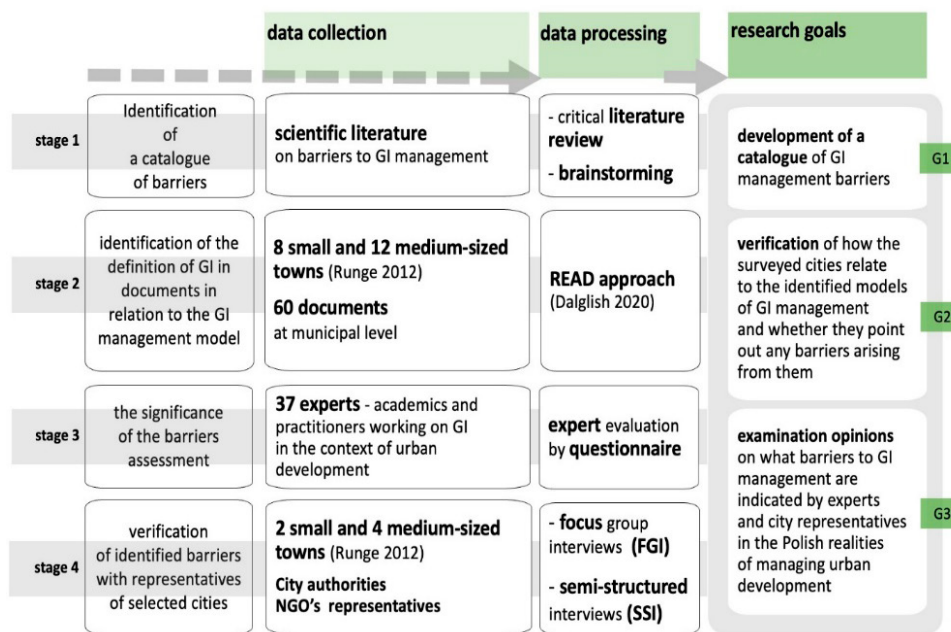 data collection
data processing
research goals
stage 1
Identification
of
a catalogue
of barriers
scientific literature
on barriers to GI management
- critical literature
review
- brainstorming
development of a
catalogue of GI
management barriers
G1
stage 2
identification of the
definition of GI in
documents in
relation to the GI
management model
8 small and 12 medium-sized
towns (Runge 2012)
60 documents
at municipal level
READ approach
(Dalglish 2020)
verification of how the
surveyed cities relate
to the identified models
of GI management
and whether they point
out any barriers arising
from them
G2
stage 3
the significance
of the barriers
assessment
37 experts - academics and
practitioners working on GI
in the context of urban
development
expert evaluation
by questionnaire
examination opinions
on what barriers to GI
management are
indicated by experts
and city representatives
in the Polish realities
of managing urban
development
G3
stage 4
verification
of identified barriers
with representatives
of selected cities
2 small and 4 medium-sized
towns (Runge 2012)
City authorities
NGO's representatives
- focus group
interviews (FGI)
- semi-structured
interviews (SSI)